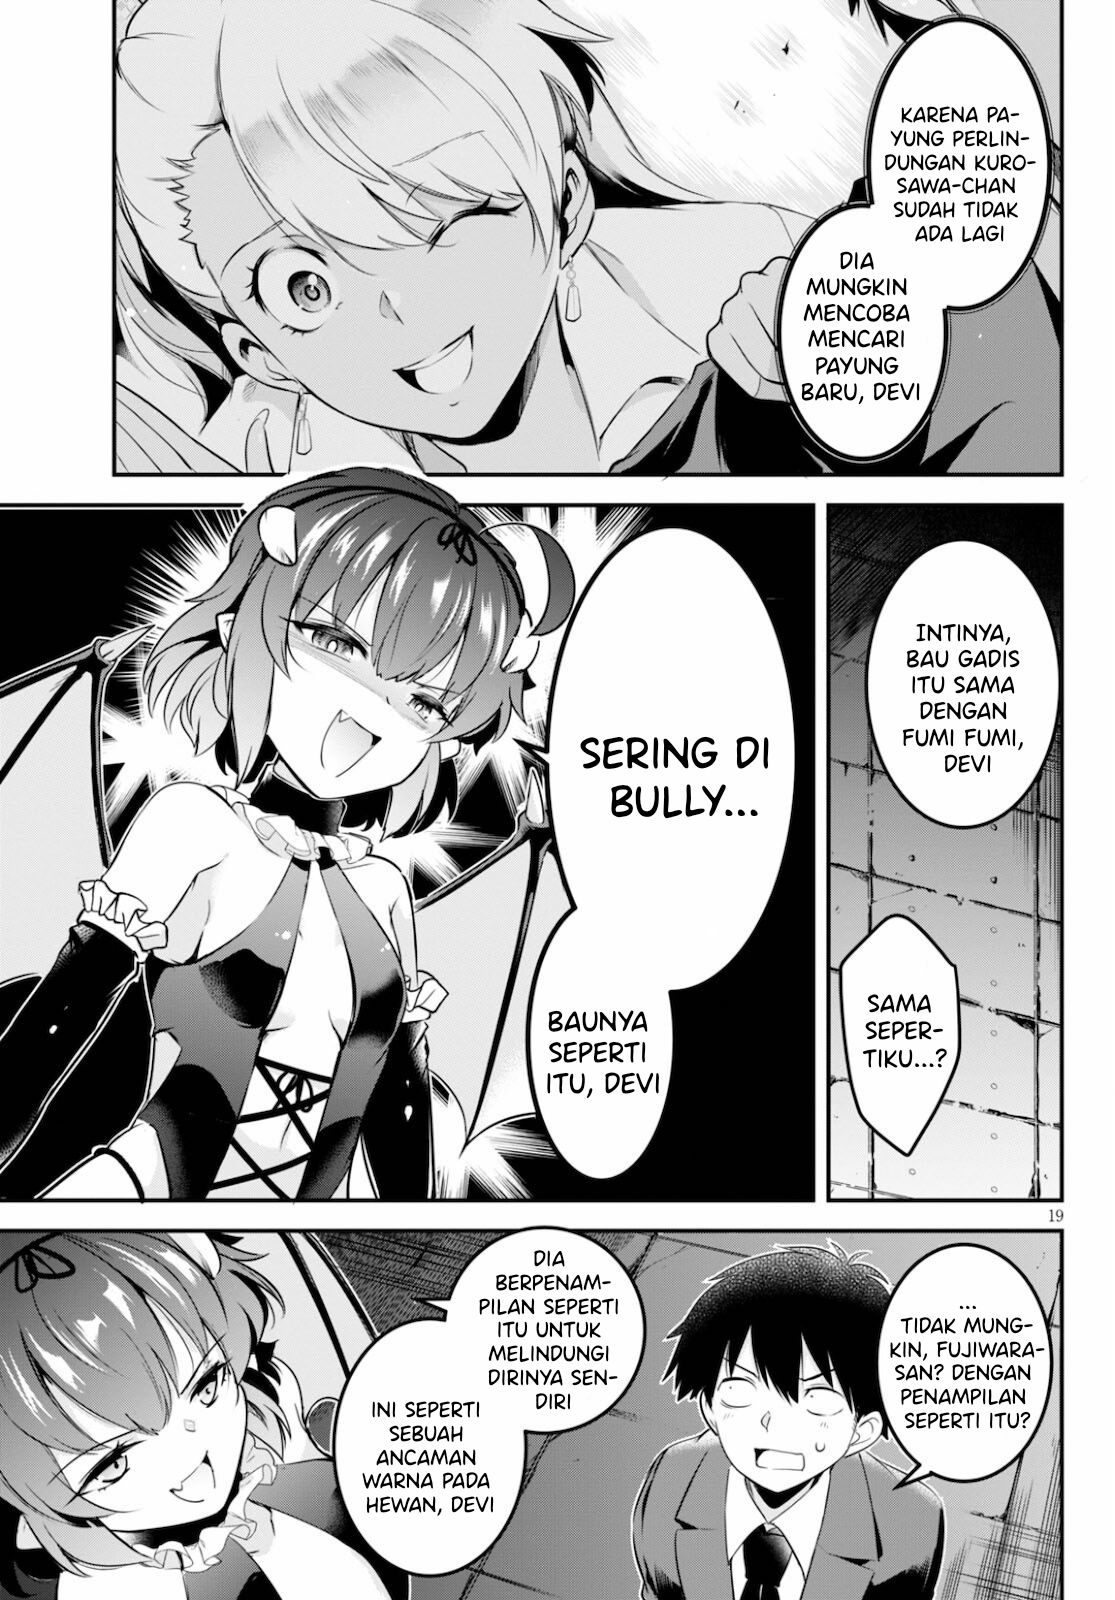 KARENA PA-
YUNG PERLIN-
DUNGAN KURO-
SAWA-CHAN
SUDAH TIDAK
ADA LAGI
DIA
MUNGKIN
MENCOBA
MENCARI
PAYUNG
BARU, DEVI
INTINYA,
BAU GADIS
ITU SAMA
DENGAN
FUMI FUMI,
DEVI
SAMA
SEPER-
TIKU...?
SERING DI
BULLY...
BAUNYA
SEPERTI
ITU, DEVI
19
...
TIDAK MUNG-
KIN, FUJIWARA-
SAN? DENGAN
PENAMPILAN
SEPERTI ITU?
DIA
BERPENAM-
PILAN SEPERTI
ITU UNTUK
MELINDUNGI
DIRINYA SEN-
DIRI
INI SEPERTI
SEBUAH
ANCAMAN
WARNA PADA
HEWAN, DEVI